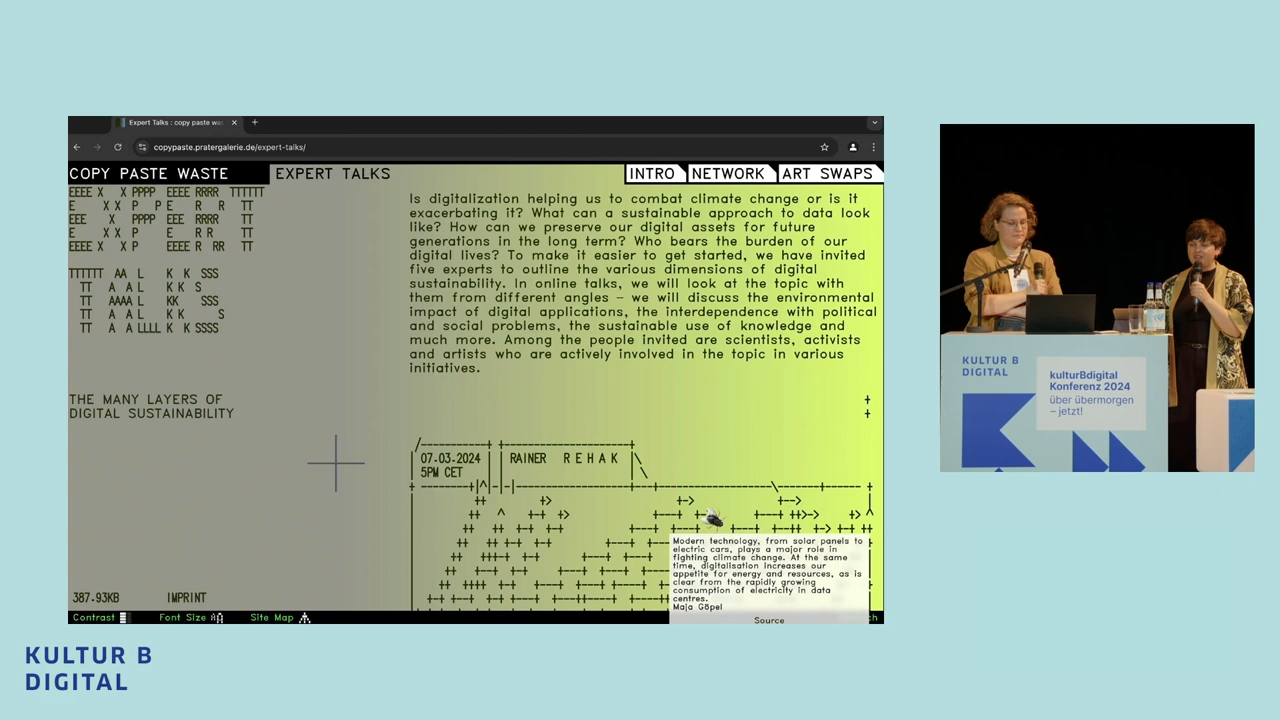 Expert Talks : copy paste wa
copypaste.pratergalerie.de/expert-talks/
COPY PASTE WASTE
EXPERT TALKS
INTRO
NETWORK
ART SWAPS
EXPERT
TALKS
THE MANY LAYERS OF
DIGITAL SUSTAINABILITY
387.93KB
IMPRINT
Is digitalization helping us to combat climate change or is it
exacerbating it? What can a sustainable approach to data look
like? How can we preserve our digital assets for future
generations in the long term? Who bears the burden of our
digital lives? To make it easier to get started, we have invited
five experts to outline the various dimensions of digital
sustainability. In online talks, we will look at the topic with
them from different angles – we will discuss the environmental
impact of digital applications, the interdependence with political
and social problems, the sustainable use of knowledge and
much more. Among the people invited are scientists, activists
and artists who are actively involved in the topic in various
initiatives.
07.03.2024
5PM CET
RAINER REHAK
Modern technology, from solar panels to
electric cars, plays a major role in
fighting climate change. At the same
time, digitalisation increases our
appetite for energy and resources, as is
clear from the rapidly growing
consumption of electricity in data
centres.
Maja Göpel
Source
Contrast
Font Size
Site Map
KULTUR B
DIGITAL
kulturBdigital
Konferenz 2024
über übermorgen
– jetzt!
KULTUR B
DIGITAL